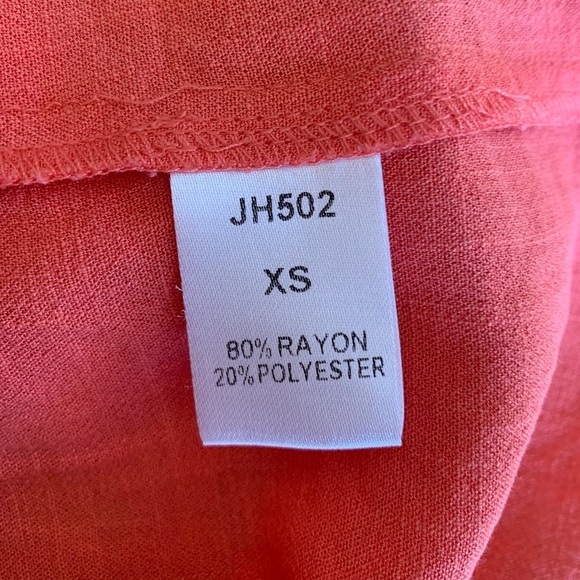 JH502
XS
80% RAYON
20% POLYESTER